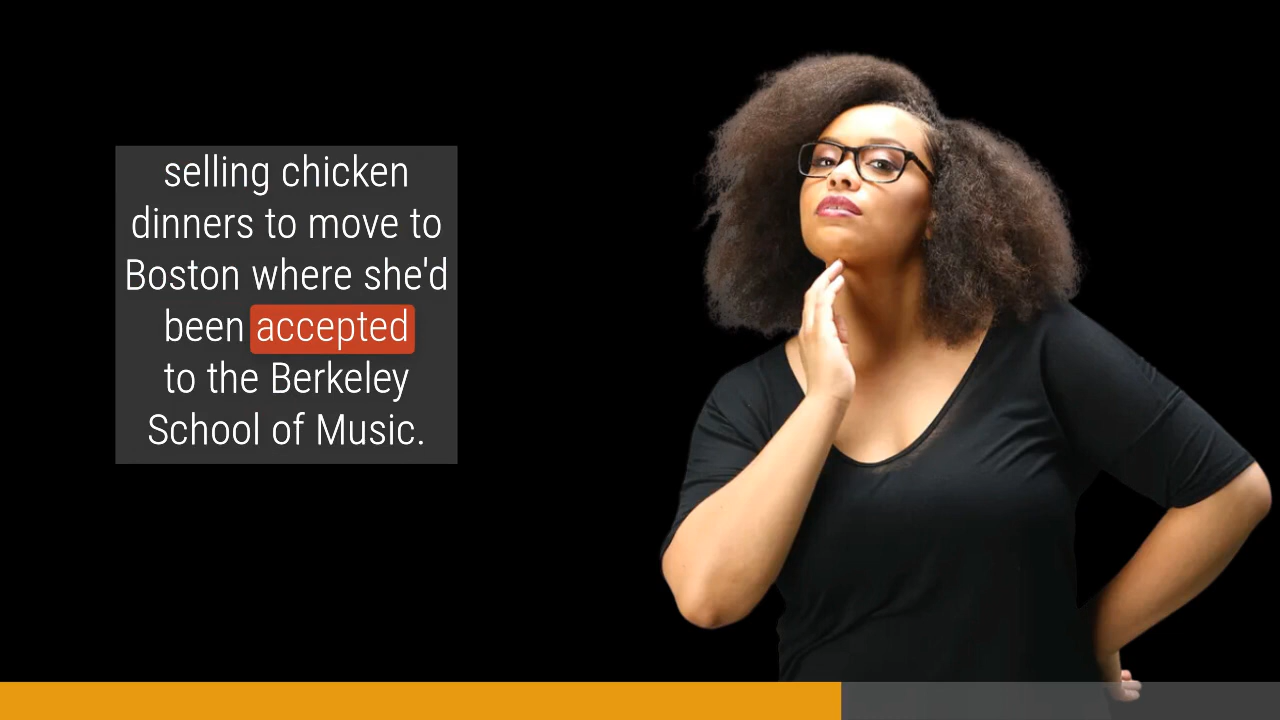 selling chicken
dinners to move to
Boston where she'd
been accepted
to the Berkeley
School of Music.